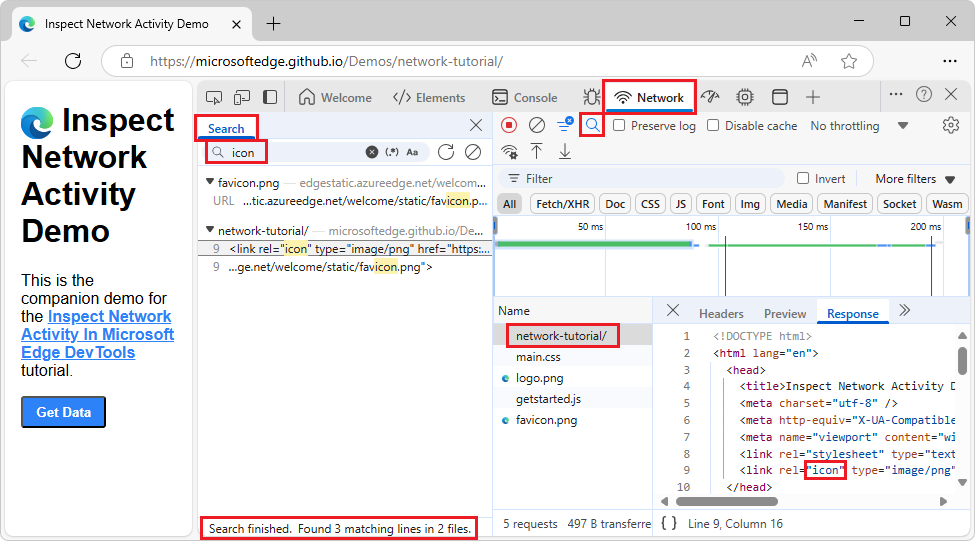 Inspect Network Activity Demo
https://microsoftedge.github.io/Demos/network-tutorial/
Inspect
Network
Activity
Demo
This is the
companion demo for
the Inspect Network
Activity In Microsoft
Edge DevTools
tutorial.
Get Data
Welcome
Elements
Console
Network
Search
icon
(.*)
Aa
favicon.png — edgestatic.azureedge.net/welcom...
URL …tic.azureedge.net/welcome/static/favicon.p...
network-tutorial/ — microsoftedge.github.io/De...
9 <link rel="icon" type="image/png" href="https:...
9 …ge.net/welcome/static/favicon.png">
Search finished. Found 3 matching lines in 2 files.
Preserve log
Disable cache
No throttling
Filter
Invert
More filters
All
Fetch/XHR
Doc
CSS
JS
Font
Img
Media
Manifest
Socket
Wasm
50 ms
100 ms
150 ms
200 ms
Name
network-tutorial/
main.css
logo.png
getstarted.js
favicon.png
5 requests
497 B transferre
Headers
Preview
Response
1 <!DOCTYPE html>
2 <html lang="en">
3 <head>
4 <title>Inspect Network Activity D
5 <meta charset="utf-8" />
6 <meta http-equiv="X-UA-Compatible
7 <meta name="viewport" content="wi
8 <link rel="stylesheet" type="text
9 <link rel="icon" type="image/png"
10 </head>
{ } Line 9, Column 16